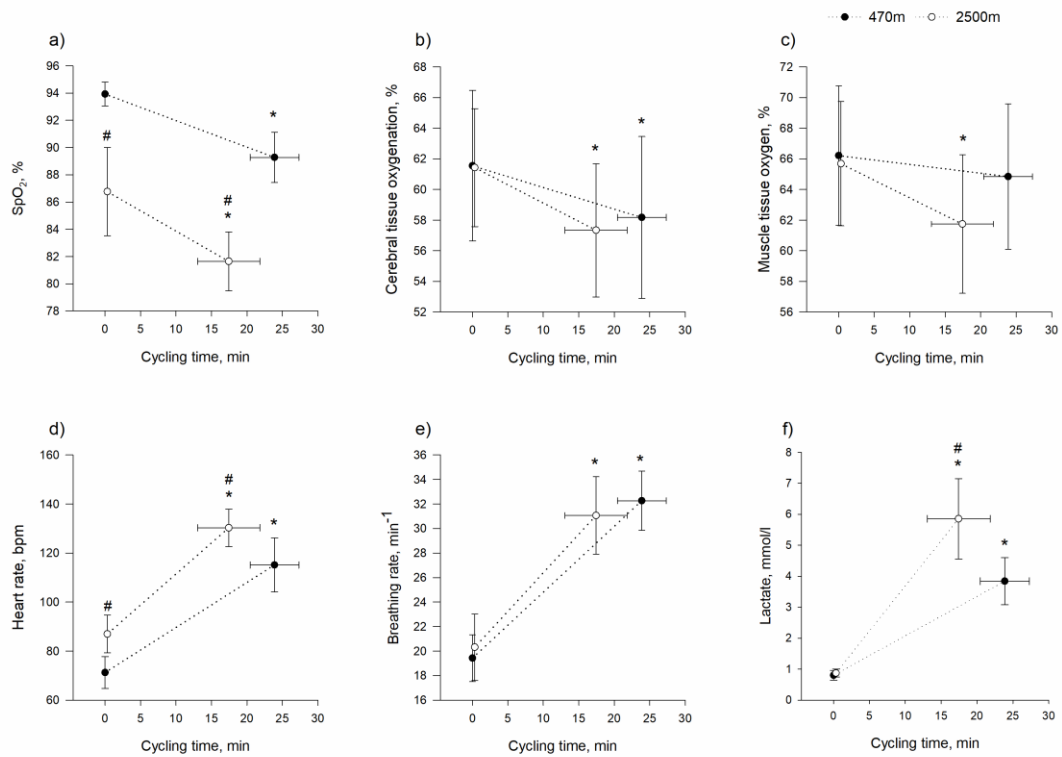 470m 2500m
a)
96
94
92
90
88
86
84
82
80
78
SpO₂, %
#
*
#
*
0 5 10 15 20 25 30
Cycling time, min
b)
68
66
64
62
60
58
56
54
52
Cerebral tissue oxygenation, %
* *
0 5 10 15 20 25 30
Cycling time, min
c)
72
70
68
66
64
62
60
58
56
Muscle tissue oxygen, %
*
0 5 10 15 20 25 30
Cycling time, min
d)
160
140
120
100
80
60
Heart rate, bpm
#
* *
#
0 5 10 15 20 25 30
Cycling time, min
e)
36
34
32
30
28
26
24
22
20
18
16
Breathing rate, min⁻¹
* *
0 5 10 15 20 25 30
Cycling time, min
f)
8
7
6
5
4
3
2
1
0
Lactate, mmol/l
#
*
*
0 5 10 15 20 25 30
Cycling time, min